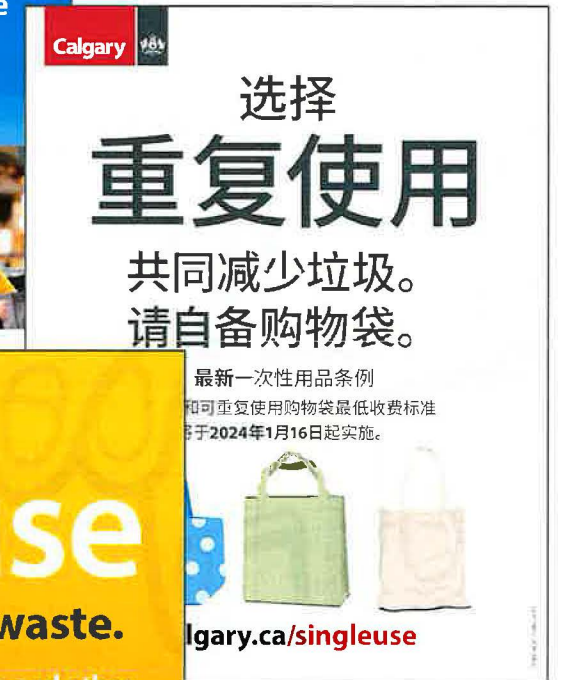 e
Calgary
选择
重复使用
共同减少垃圾。
请自备购物袋。
最新一次性用品条例
和可重复使用购物袋最低收费标准
于2024年1月16日起实施。
lgary.ca/singleuse
se
waste.